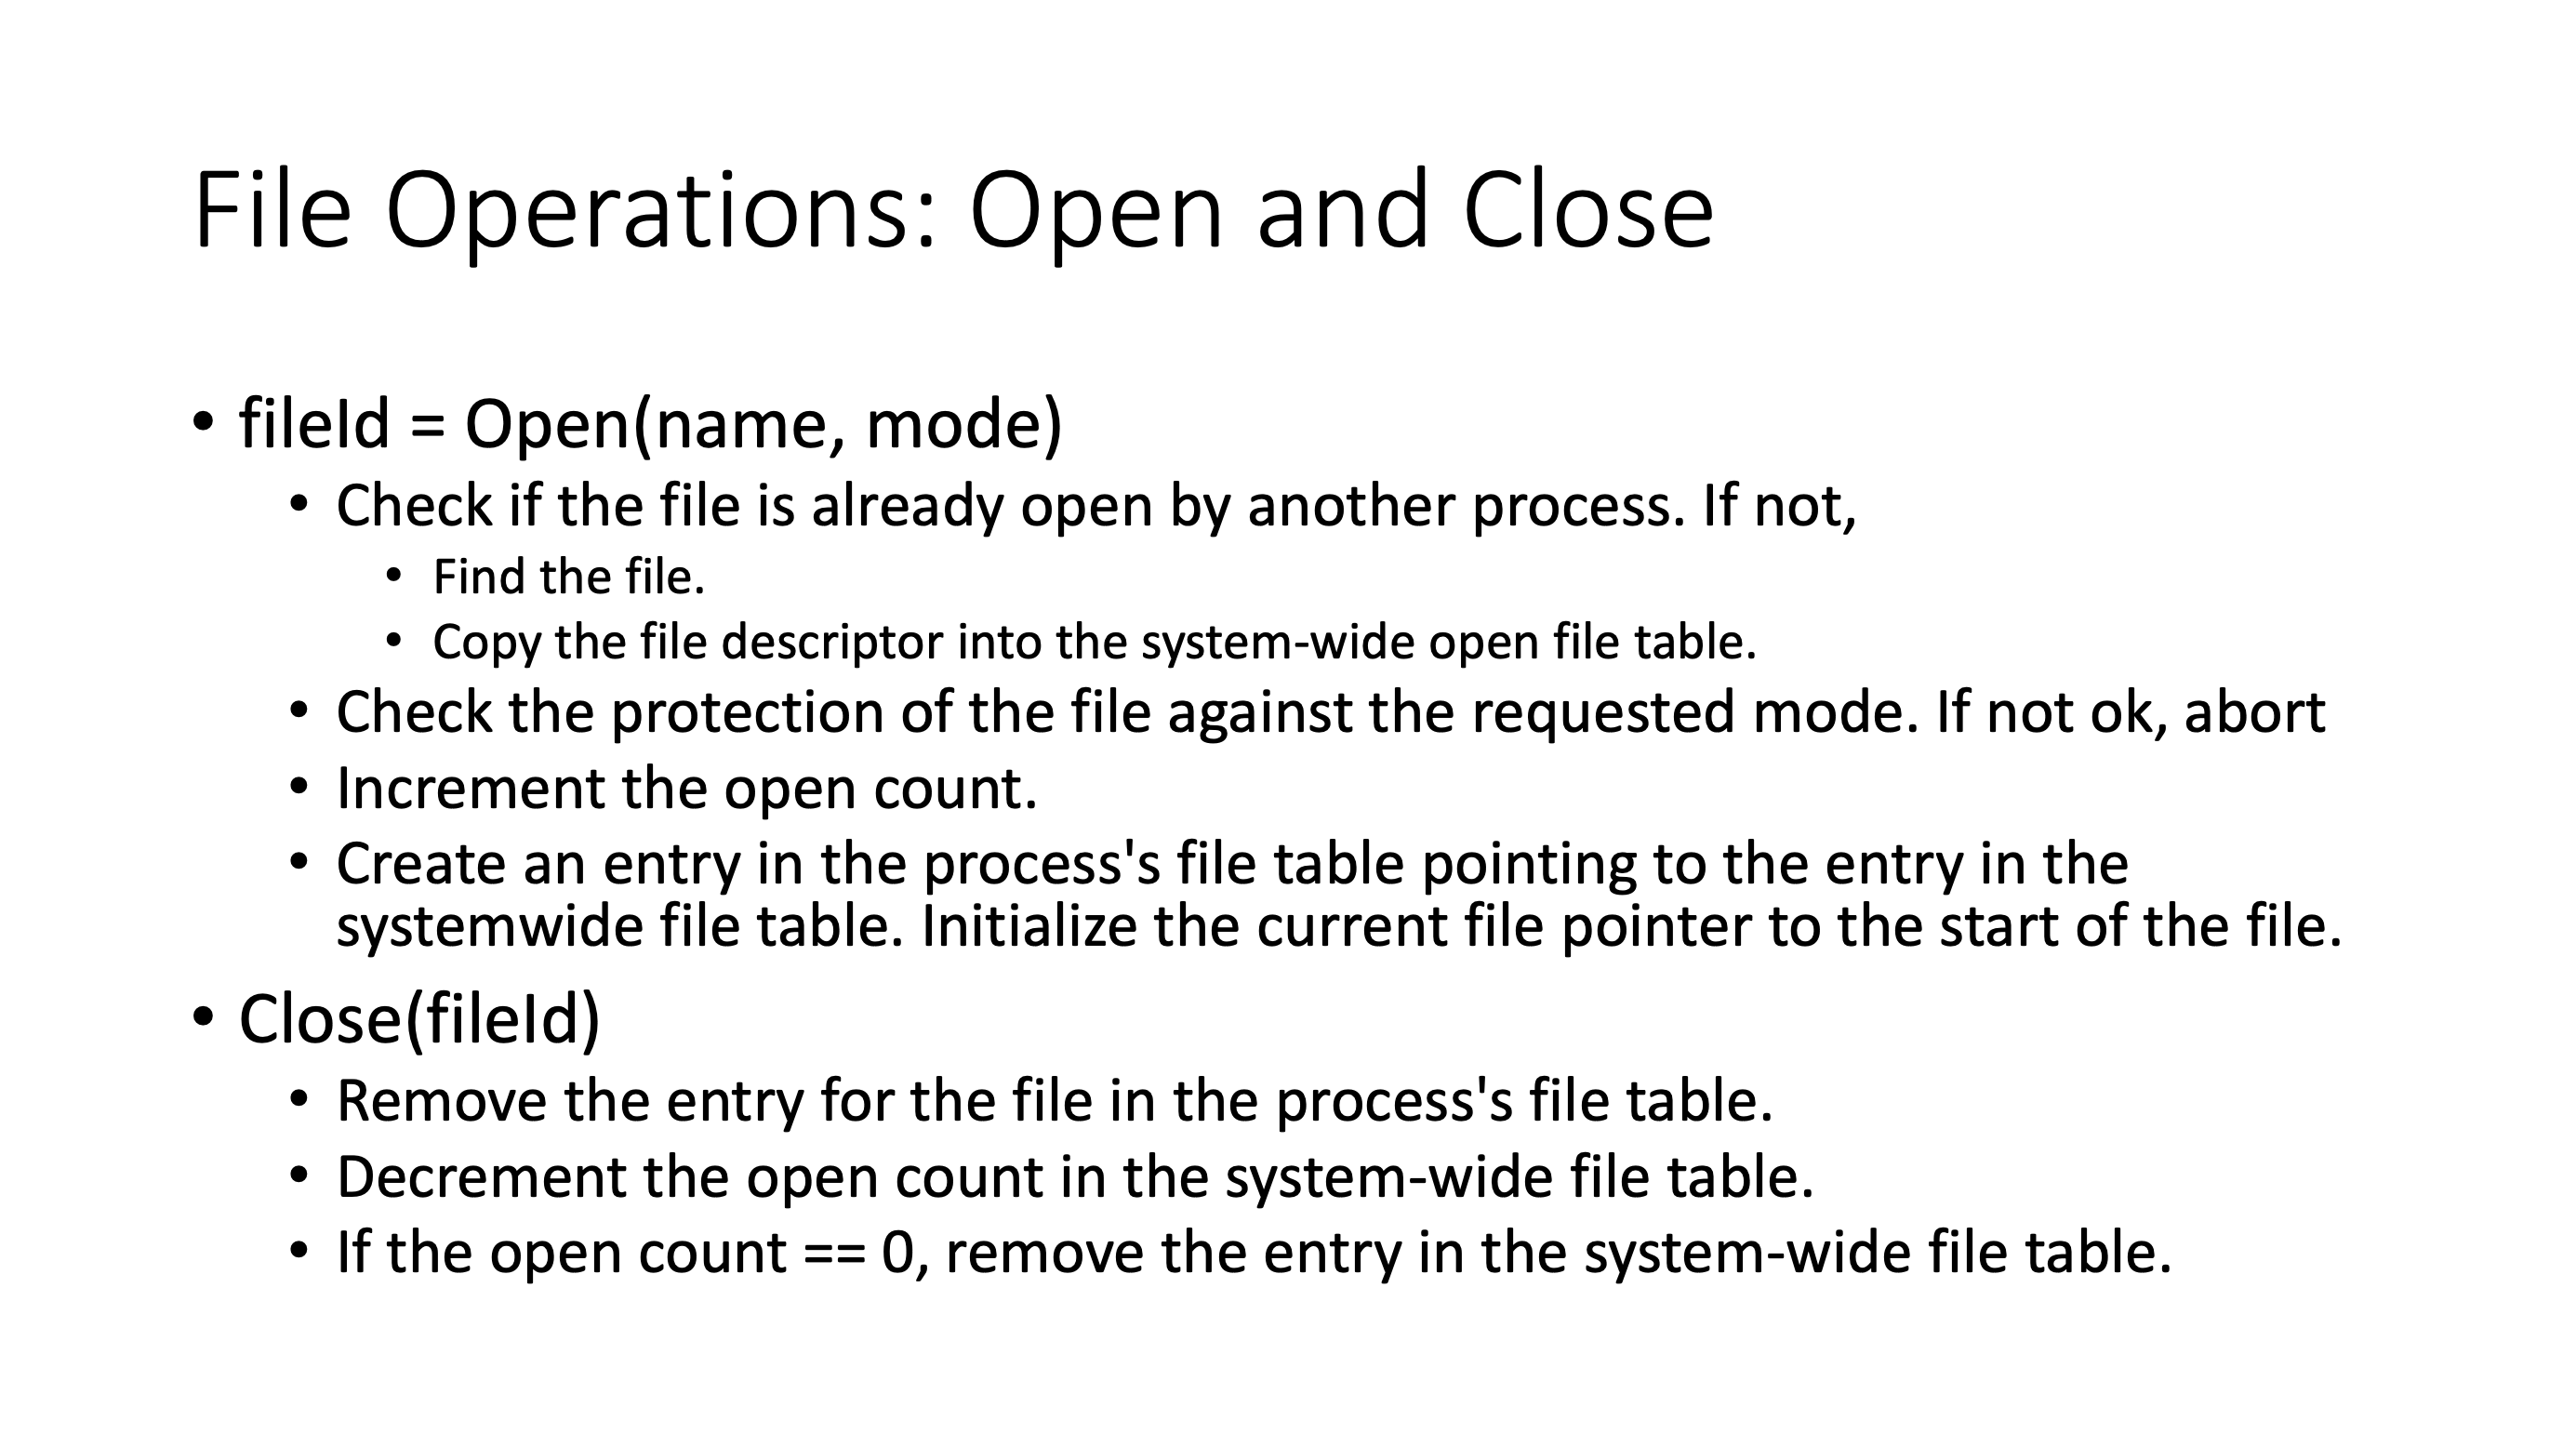 File Operations: Open and Close
• fileId = Open(name, mode)
• Check if the file is already open by another process. If not,
• Find the file.
• Copy the file descriptor into the system-wide open file table.
• Check the protection of the file against the requested mode. If not ok, abort
• Increment the open count.
• Create an entry in the process's file table pointing to the entry in the
systemwide file table. Initialize the current file pointer to the start of the file.
• Close(fileId)
• Remove the entry for the file in the process's file table.
• Decrement the open count in the system-wide file table.
• If the open count == 0, remove the entry in the system-wide file table.